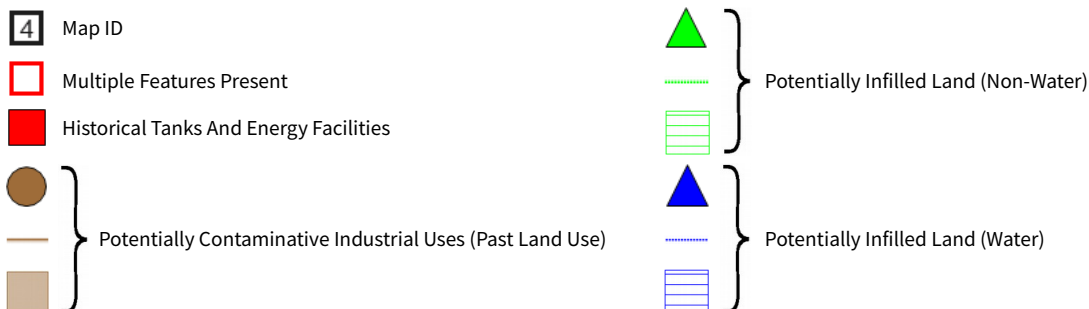 4 Map ID
Multiple Features Present
Historical Tanks And Energy Facilities
Potentially Contaminative Industrial Uses (Past Land Use)
Potentially Infilled Land (Non-Water)
Potentially Infilled Land (Water)